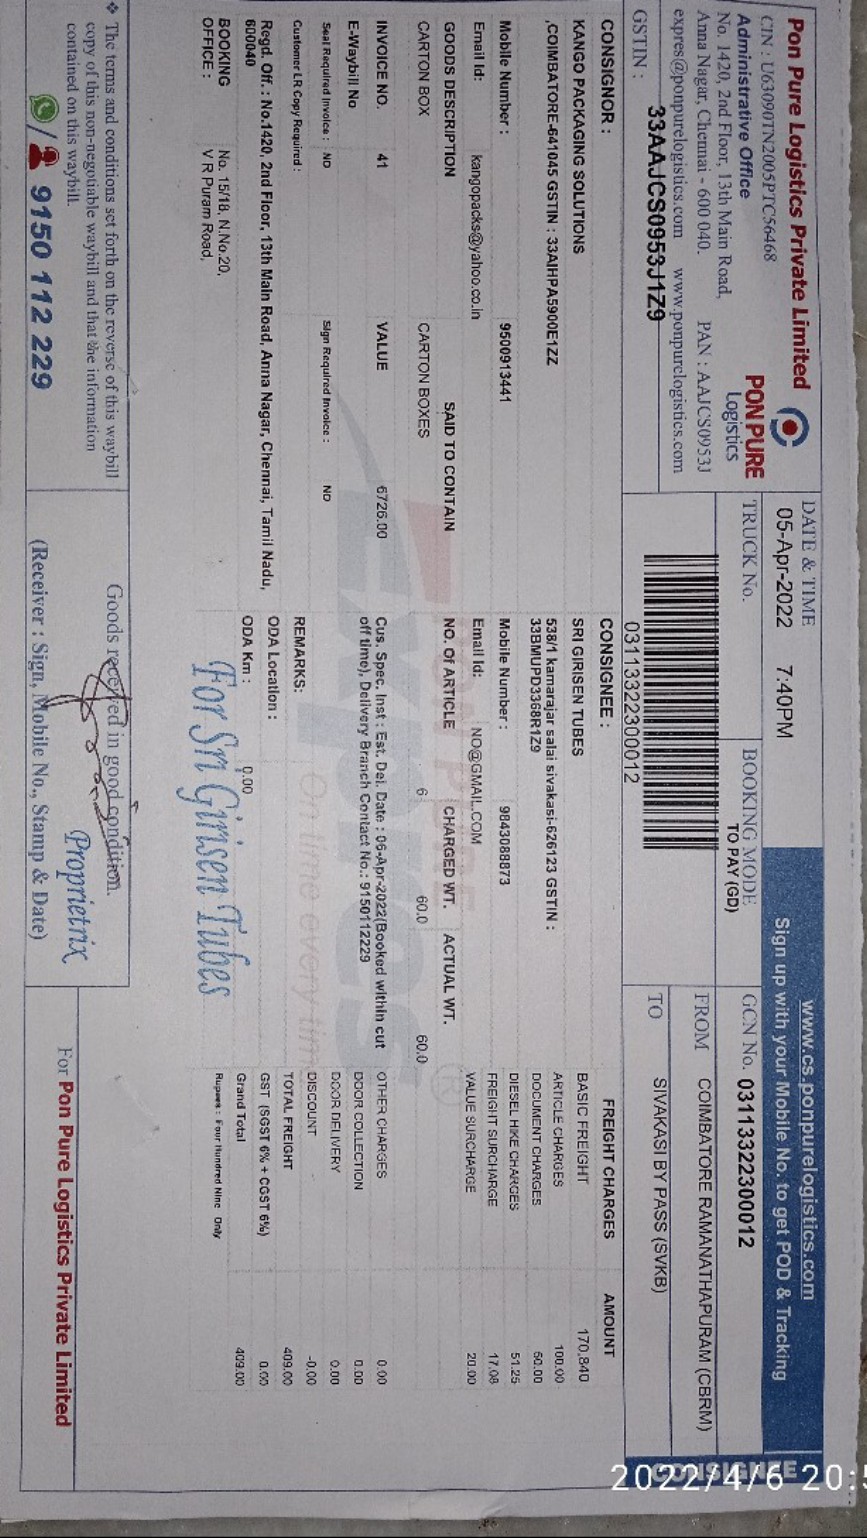 Pon Pure Logistics Private Limited
CIN : U63090TN2005PTC56468
Administrative Office
No. 1420, 2nd Floor, 13th Main Road,
Anna Nagar, Chennai - 600 040. PAN : AAJCS0953J
expres@ponpurelogistics.com www.ponpurelogistics.com
GSTIN : 33AAJCS0953J1Z9
PONPURE
Logistics
DATE & TIME
05-Apr-2022 7:40PM
TRUCK No.
BOOKING MODE
TO PAY (GD)
03113322300012
www.cs.ponpurelogistics.com
Sign up with your Mobile No. to get POD & Tracking
GCN No. 03113322300012
FROM COIMBATORE RAMANATHAPURAM (CBRM)
TO SIVAKASI BY PASS (SVKB)
CONSIGNEE
CONSIGNOR :
KANGO PACKAGING SOLUTIONS
,COIMBATORE-641045 GSTIN : 33AIHPA5900E1ZZ
Mobile Number : 9500913441
Email Id: kangopacks@yahoo.co.in
CONSIGNEE :
SRI GIRISEN TUBES
538/1 kamarajar salai sivakasi-626123 GSTIN :
33BMUPD3368R1Z9
Mobile Number : 9843088873
Email Id: NO@GMAIL.COM
GOODS DESCRIPTION SAID TO CONTAIN NO. Of ARTICLE CHARGED WT. ACTUAL WT.
CARTON BOX CARTON BOXES 6 60.0 60.0
INVOICE NO. 41 VALUE 6726.00
E-Waybill No
Seal Required Invoice : NO Sign Required Invoice : NO
Customer LR Copy Required :
Cus. Spec. Inst : Est. Del. Date : 06-Apr-2022(Booked within cut
off time), Delivery Branch Contact No.: 9150112229
REMARKS:
ODA Location :
ODA Km : 0.00
Regd. Off. : No.1420, 2nd Floor, 13th Main Road, Anna Nagar, Chennai, Tamil Nadu,
600040
BOOKING OFFICE : No. 15/18, N.No.20,
V R Puram Road,
FREIGHT CHARGES AMOUNT
BASIC FREIGHT 170.840
ARTICLE CHARGES 100.00
DOCUMENT CHARGES 50.00
DIESEL HIKE CHARGES 51.25
FREIGHT SURCHARGE 17.08
VALUE SURCHARGE 20.00
OTHER CHARGES 0.00
DOOR COLLECTION 0.00
DOOR DELIVERY 0.00
DISCOUNT -0.00
TOTAL FREIGHT 409.00
GST (SGST 6% + CGST 6%) 0.00
Grand Total 409.00
Rupees : Four Hundred Nine Only
PON PURE
Expres
On time every time
®
For Sri Girisen Tubes
Proprietrix
❖ The terms and conditions set forth on the reverse of this waybill
copy of this non-negotiable waybill and that the information
contained on this waybill.
/ 9150 112 229
Goods received in good condition.
(Receiver : Sign, Mobile No., Stamp & Date)
For Pon Pure Logistics Private Limited
2022/4/6 20:5